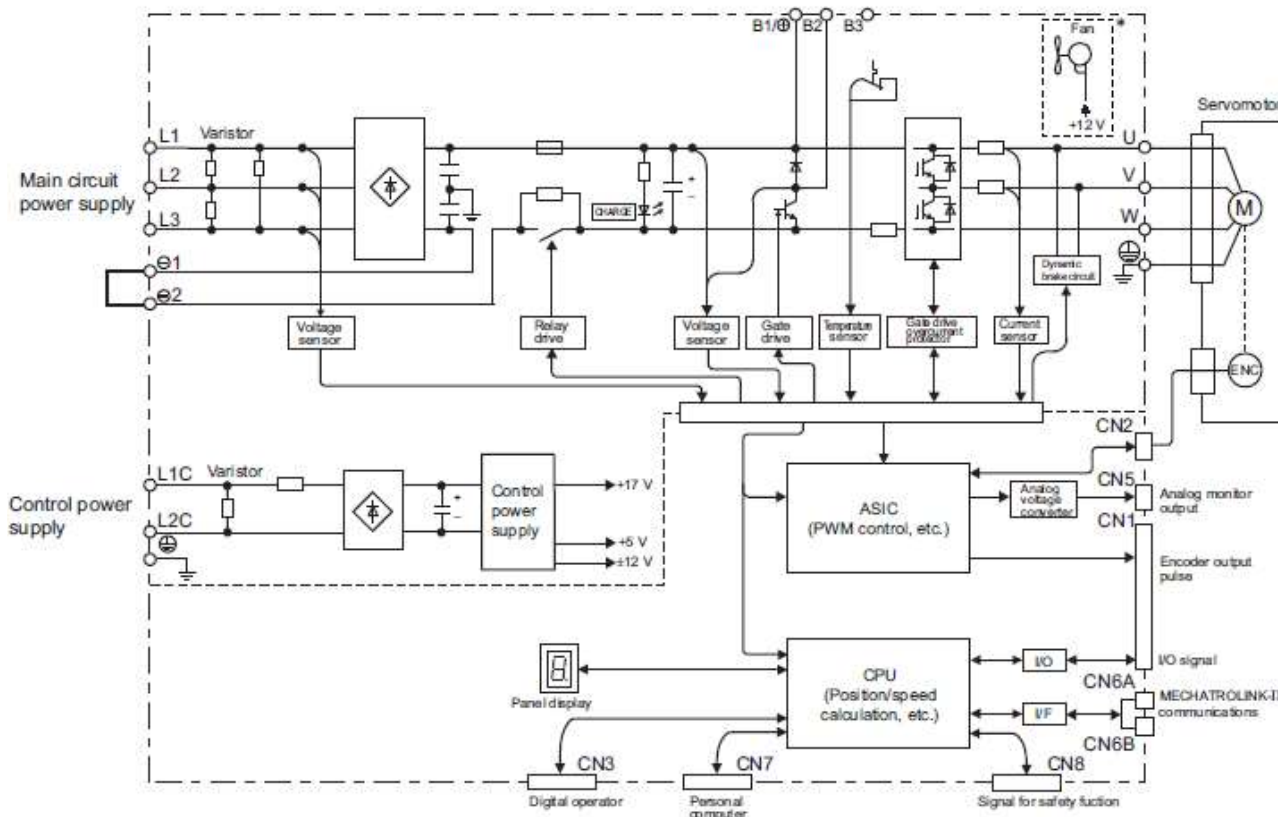 B1/⊕ B2 B3
Fan
*
+12 V
Servomotor
Main circuit
power supply
L1
Varistor
L2
L3
⊖1
⊖2
CHARGE
+
–
U
V
W
M
ENC
Voltage
sensor
Relay
drive
Voltage
sensor
Gate
drive
Temperature
sensor
Gate drive
overcurrent
protector
Current
sensor
Dynamic
brake circuit
Control power
supply
L1C
Varistor
L2C
+
–
Control
power
supply
+17 V
+5 V
±12 V
ASIC
(PWM control, etc.)
Analog
voltage
converter
CN2
CN5
Analog monitor
output
CN1
Encoder output
pulse
I/O signal
8.
Panel display
CPU
(Position/speed
calculation, etc.)
I/O
I/F
CN6A
MECHATROLINK-II
communications
CN6B
CN3
Digital operator
CN7
Personal
computer
CN8
Signal for safety fuction